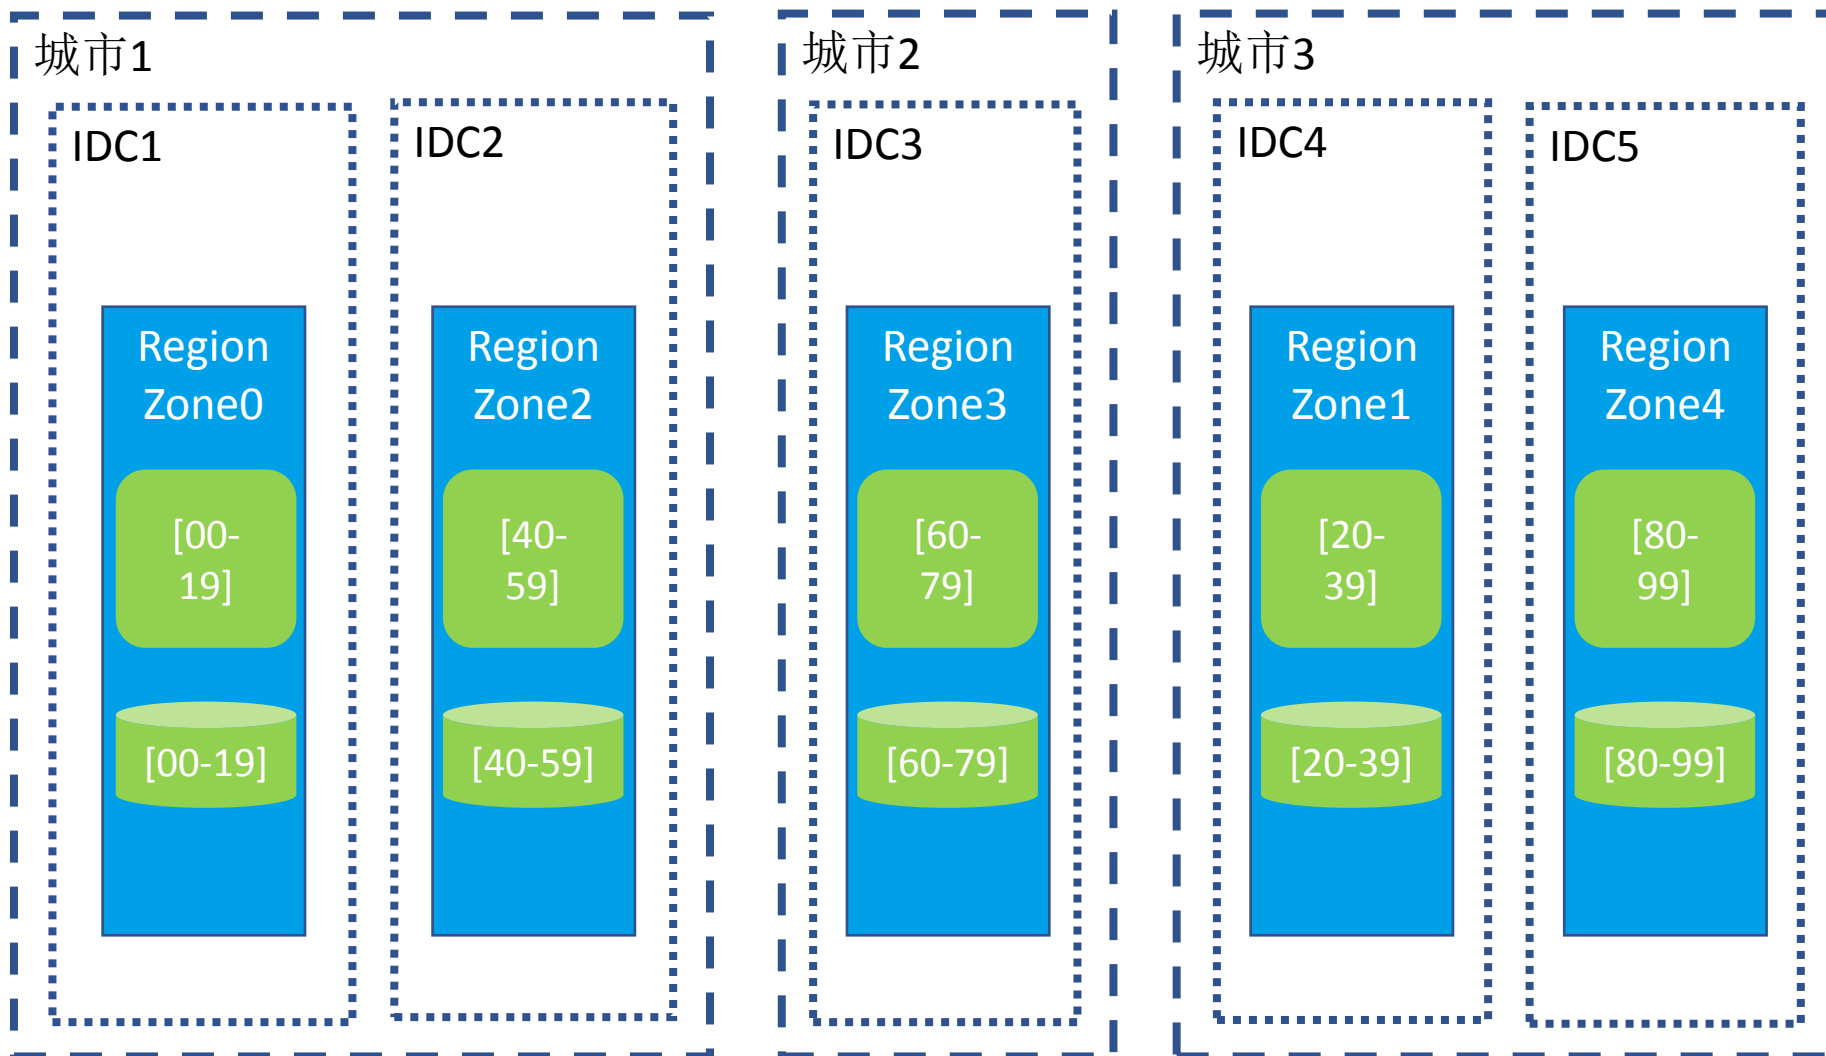 城市1
IDC1
Region
Zone0
[00-
19]
[00-19]
IDC2
Region
Zone2
[40-
59]
[40-59]
城市2
IDC3
Region
Zone3
[60-
79]
[60-79]
城市3
IDC4
Region
Zone1
[20-
39]
[20-39]
IDC5
Region
Zone4
[80-
99]
[80-99]